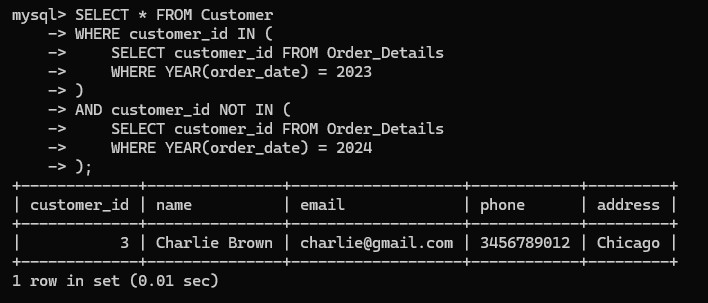 mysql> SELECT * FROM Customer
    -> WHERE customer_id IN (
    ->     SELECT customer_id FROM Order_Details
    ->     WHERE YEAR(order_date) = 2023
    -> )
    -> AND customer_id NOT IN (
    ->     SELECT customer_id FROM Order_Details
    ->     WHERE YEAR(order_date) = 2024
    -> );
+-------------+---------------+-------------------+------------+---------+
| customer_id | name          | email             | phone      | address |
+-------------+---------------+-------------------+------------+---------+
|           3 | Charlie Brown | charlie@gmail.com | 3456789012 | Chicago |
+-------------+---------------+-------------------+------------+---------+
1 row in set (0.01 sec)